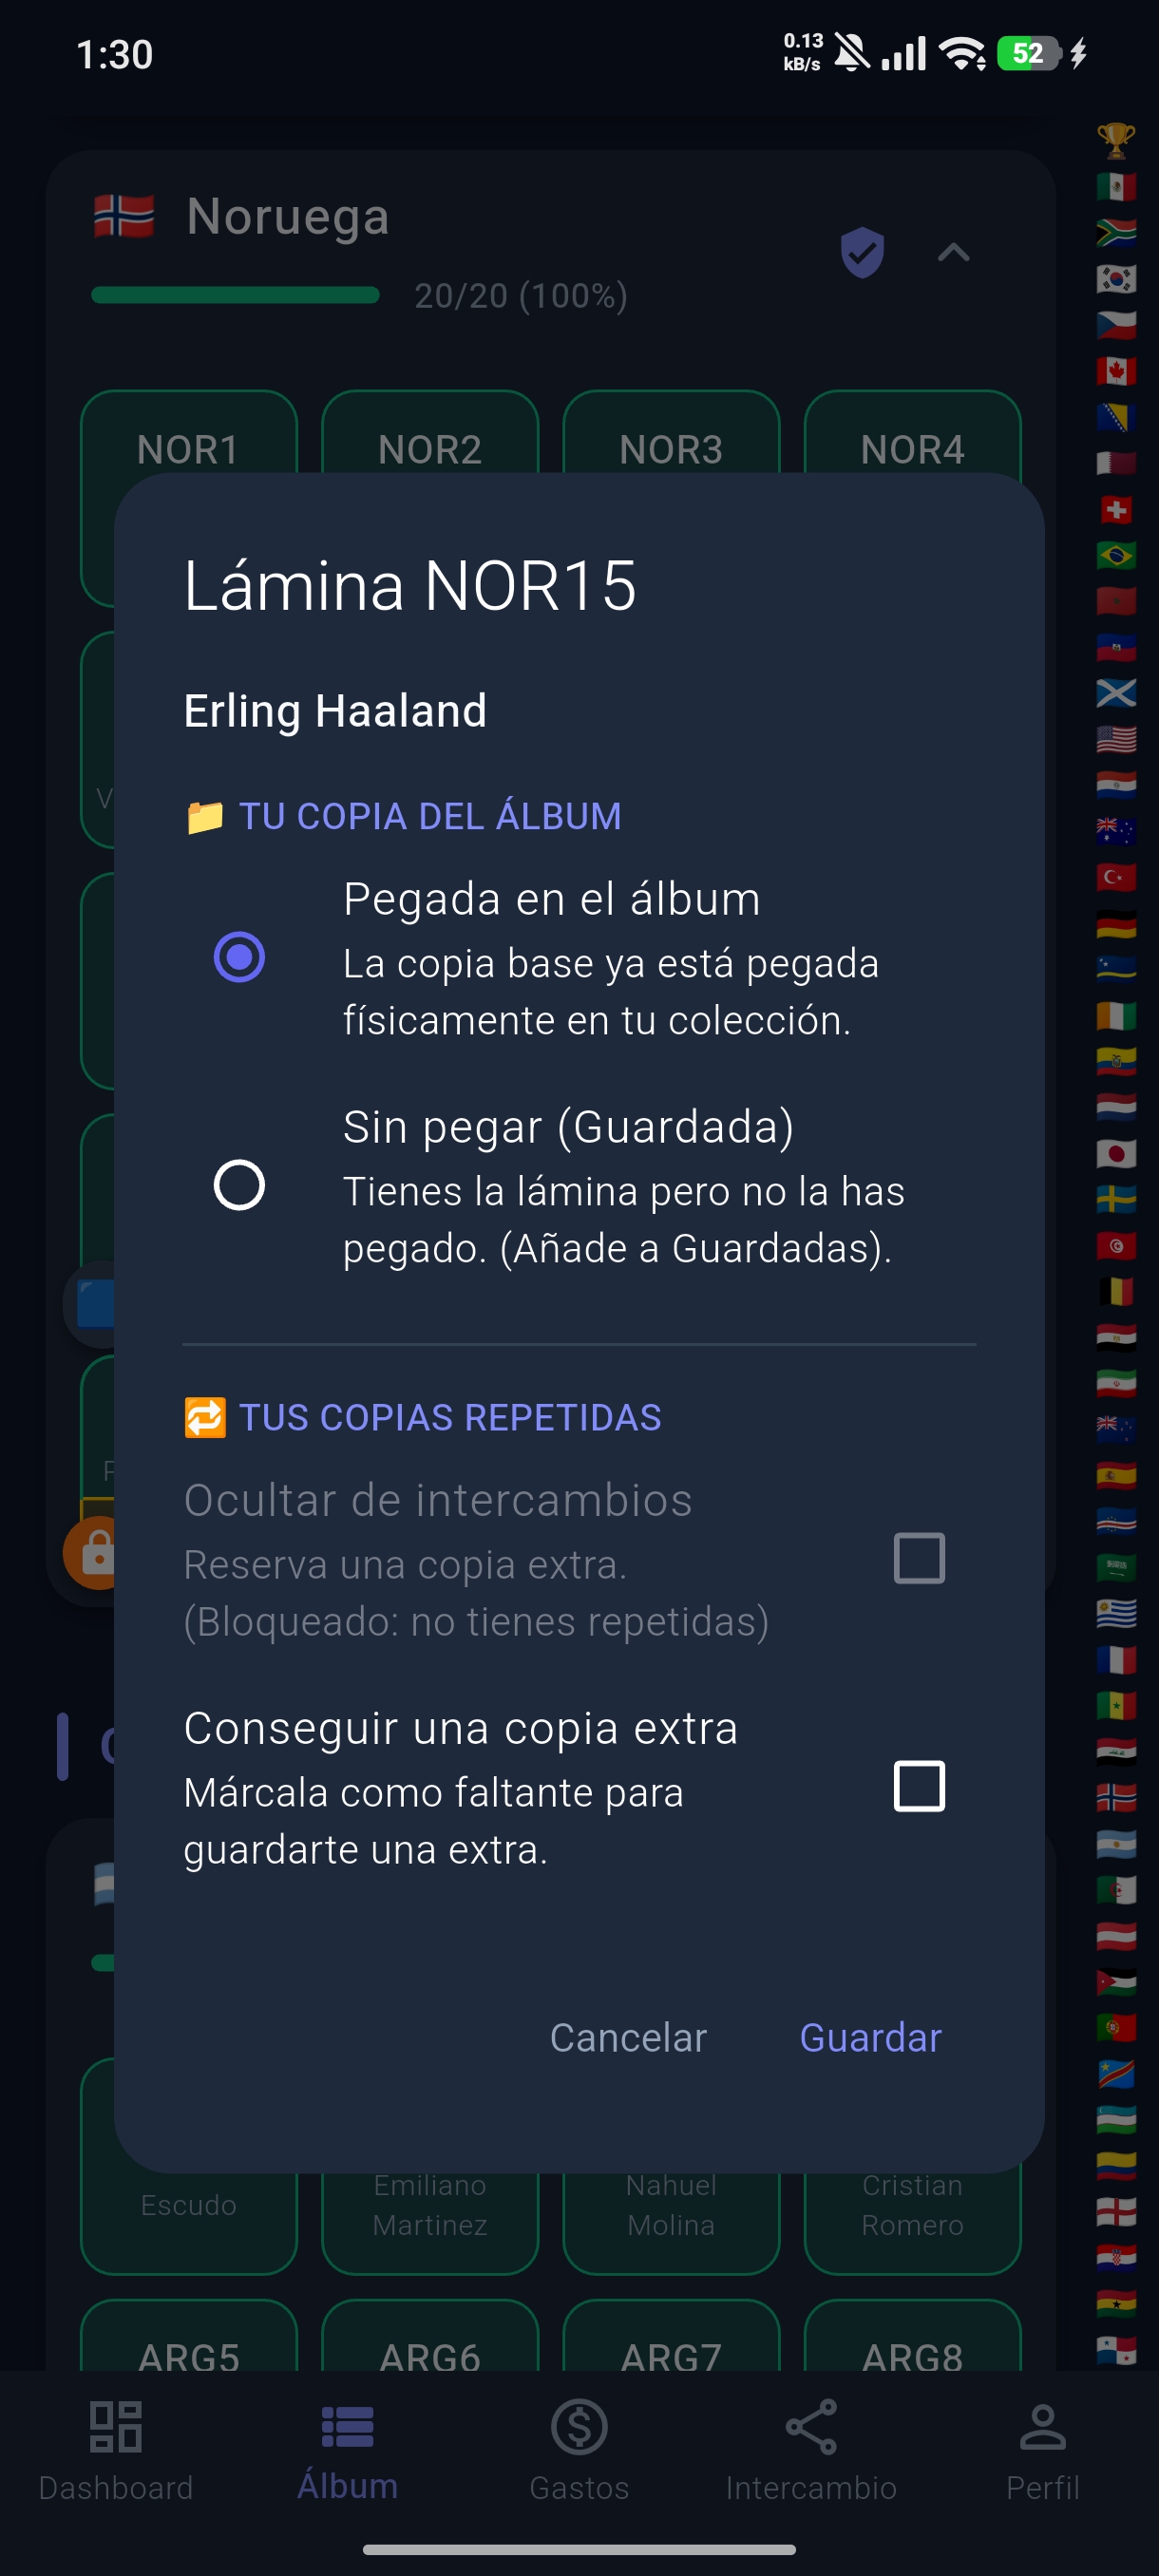 1:30
0.13
kB/s
52
Noruega
20/20 (100%)
NOR1 NOR2 NOR3 NOR4
Lámina NOR15
Erling Haaland
TU COPIA DEL ÁLBUM
Pegada en el álbum
La copia base ya está pegada
físicamente en tu colección.
Sin pegar (Guardada)
Tienes la lámina pero no la has
pegado. (Añade a Guardadas).
TUS COPIAS REPETIDAS
Ocultar de intercambios
Reserva una copia extra.
(Bloqueado: no tienes repetidas)
Conseguir una copia extra
Márcala como faltante para
guardarte una extra.
Cancelar Guardar
Escudo
Emiliano
Martinez
Nahuel
Molina
Cristian
Romero
ARG5 ARG6 ARG7 ARG8
Dashboard Álbum Gastos Intercambio Perfil